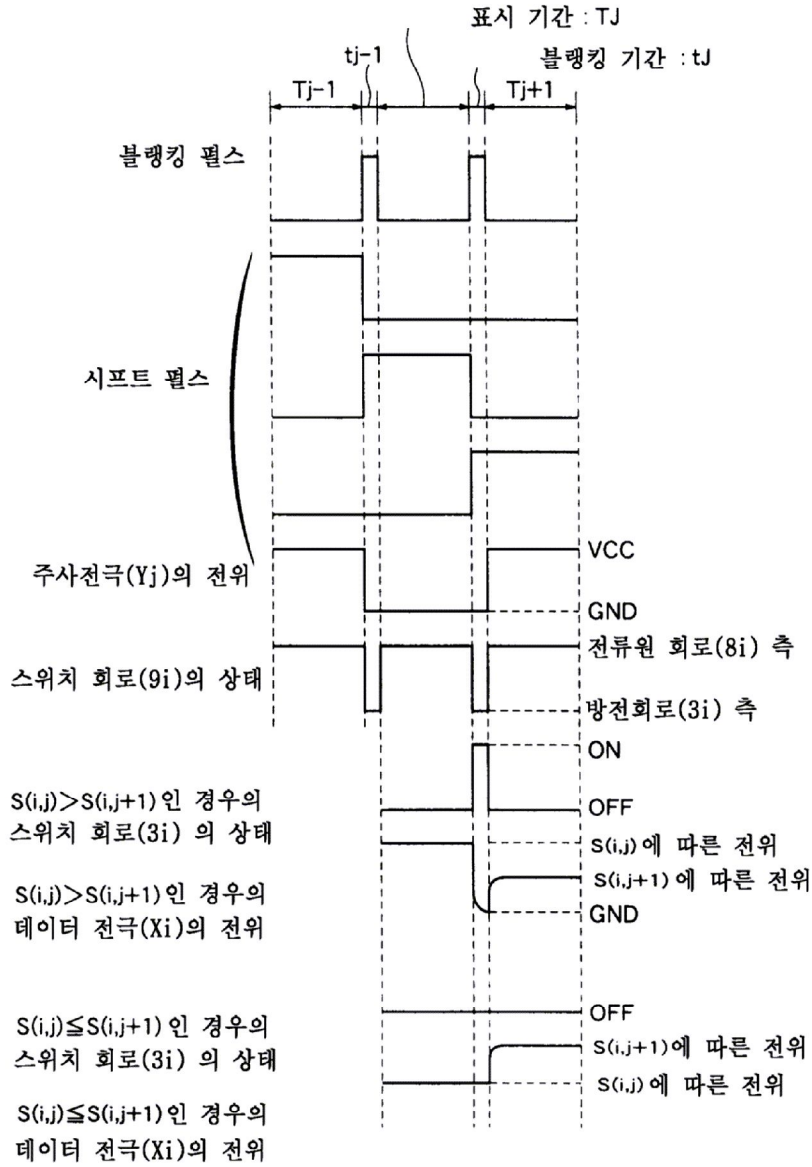 표시 기간 : TJ
tj-1
블랭킹 기간 : tJ
Tj-1
Tj+1
블랭킹 펄스
시프트 펄스
주사전극(Yj)의 전위
VCC
GND
스위치 회로(9i)의 상태
전류원 회로(8i) 측
방전회로(3i) 측
ON
S(i,j)>S(i,j+1)인 경우의
스위치 회로(3i) 의 상태
OFF
S(i,j)에 따른 전위
S(i,j+1)에 따른 전위
S(i,j)>S(i,j+1)인 경우의
데이터 전극(Xi)의 전위
GND
S(i,j)≦S(i,j+1)인 경우의
스위치 회로(3i) 의 상태
OFF
S(i,j+1)에 따른 전위
S(i,j)에 따른 전위
S(i,j)≦S(i,j+1)인 경우의
데이터 전극(Xi)의 전위